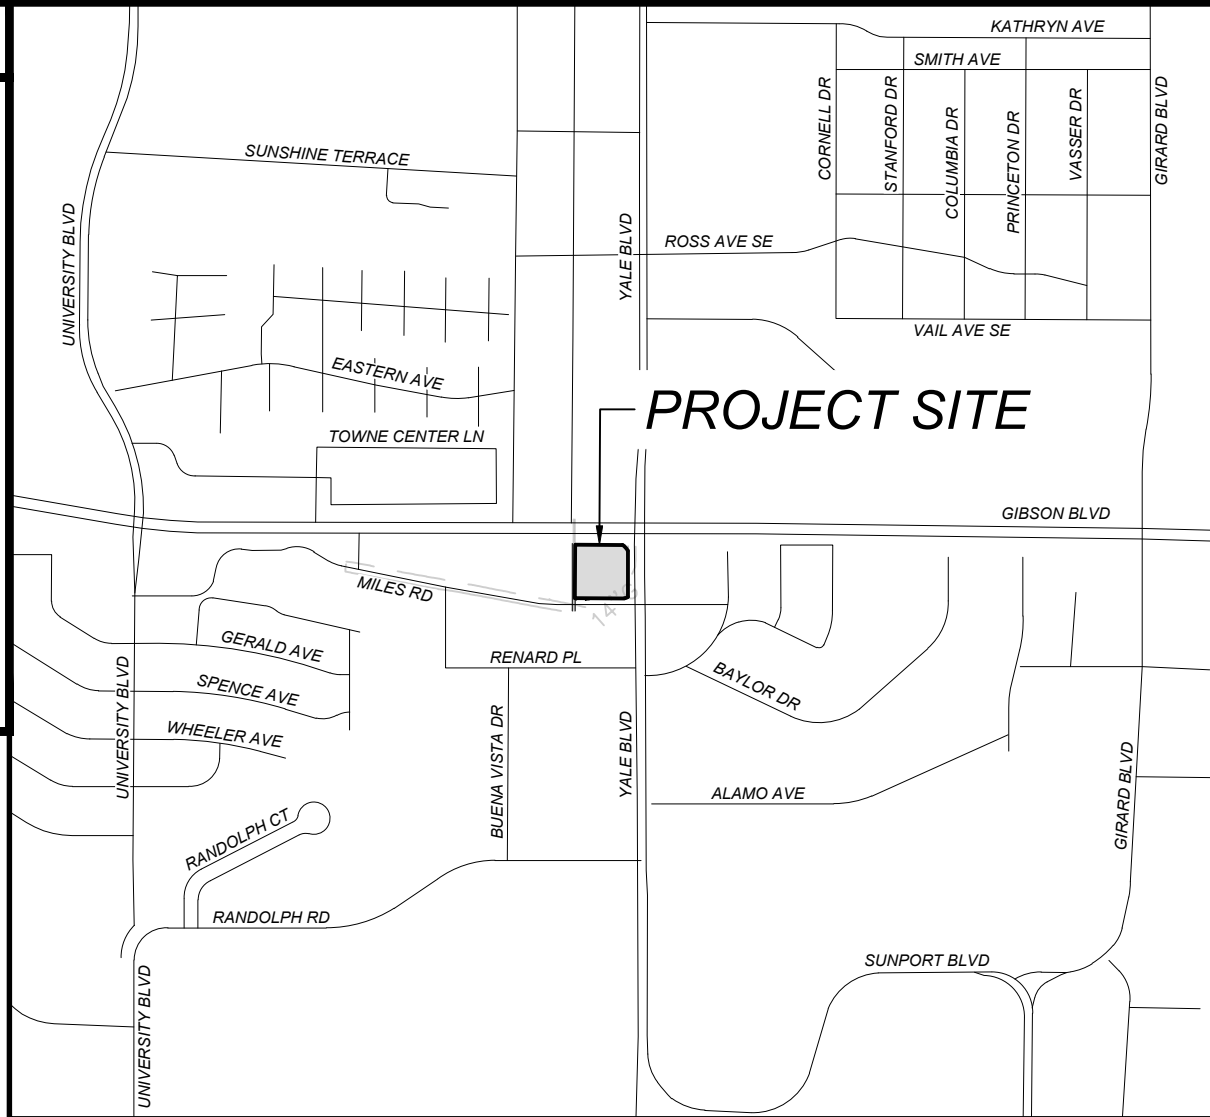 KATHRYN AVE
SMITH AVE
CORNELL DR
STANFORD DR
COLUMBIA DR
PRINCETON DR
VASSER DR
GIRARD BLVD
SUNSHINE TERRACE
UNIVERSITY BLVD
YALE BLVD
ROSS AVE SE
VAIL AVE SE
EASTERN AVE
PROJECT SITE
TOWNE CENTER LN
GIBSON BLVD
MILES RD
GERALD AVE
RENARD PL
BAYLOR DR
SPENCE AVE
UNIVERSITY BLVD
WHEELER AVE
BUENA VISTA DR
YALE BLVD
ALAMO AVE
GIRARD BLVD
RANDOLPH CT
RANDOLPH RD
SUNPORT BLVD
UNIVERSITY BLVD